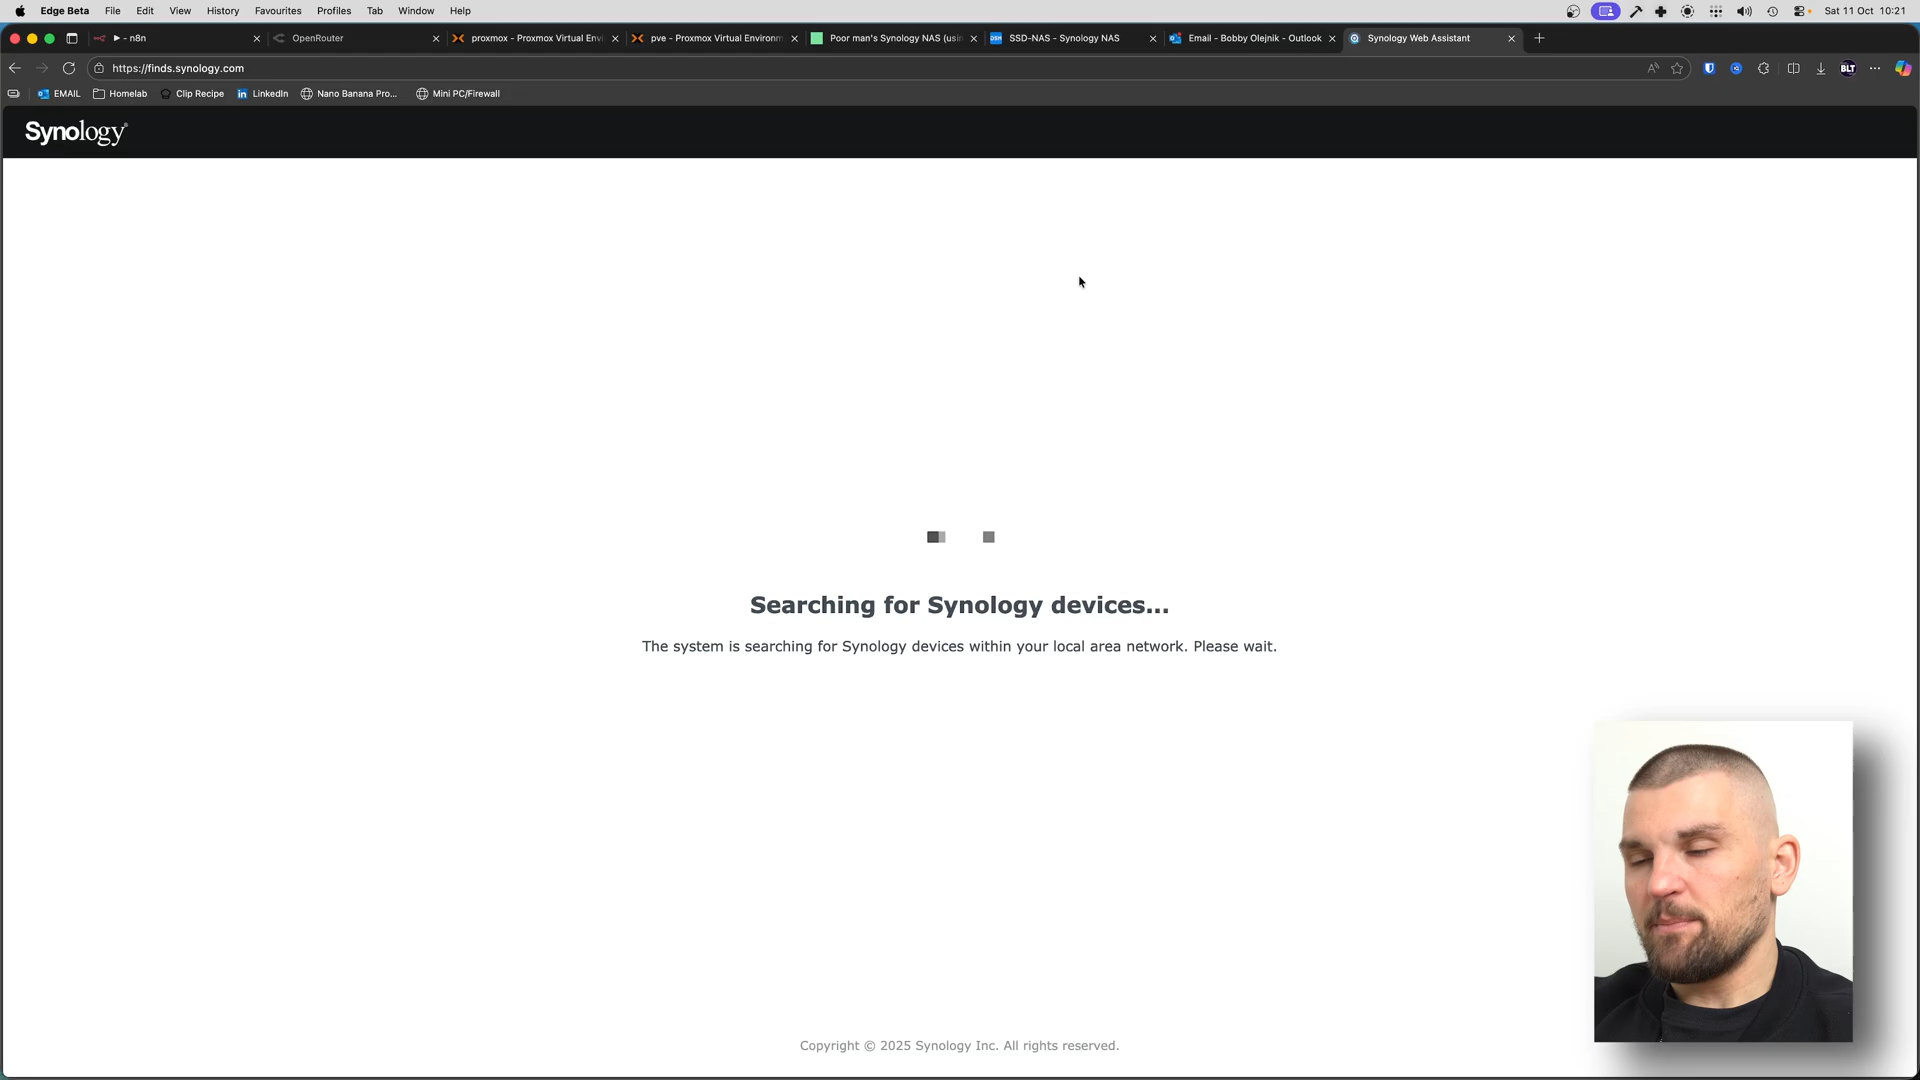 Edge Beta File Edit View History Favourites Profiles Tab Window Help Sat 11 Oct 10:21
- n8n OpenRouter proxmox - Proxmox Virtual Envi pve - Proxmox Virtual Environm Poor man's Synology NAS (usin SSD-NAS - Synology NAS Email - Bobby Olejnik - Outlook Synology Web Assistant
https://finds.synology.com BLT
EMAIL Homelab Clip Recipe LinkedIn Nano Banana Pro... Mini PC/Firewall
Synology
Searching for Synology devices...
The system is searching for Synology devices within your local area network. Please wait.
Copyright © 2025 Synology Inc. All rights reserved.